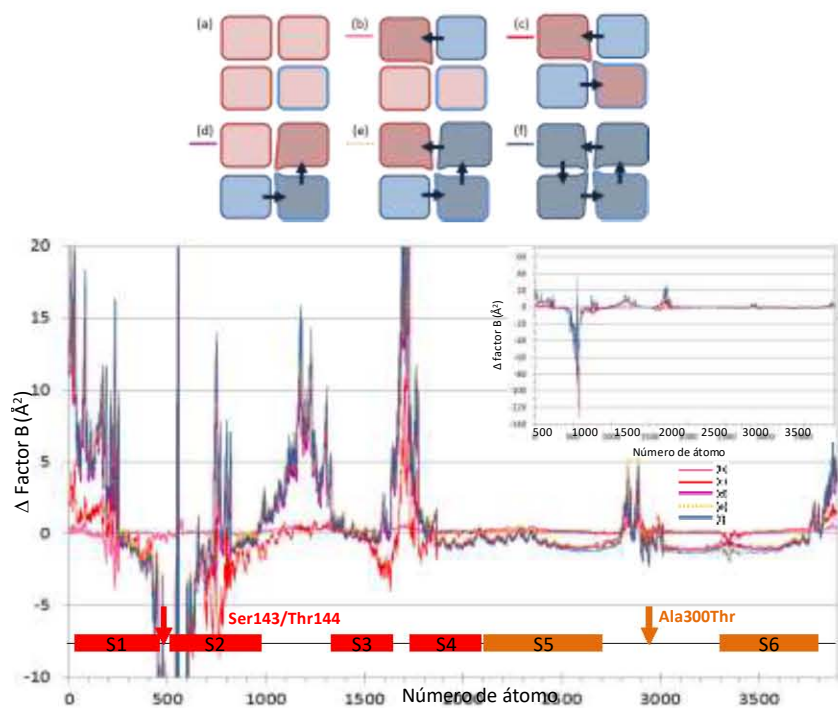 (a)
(b)
(c)
(d)
(e)
(f)
20
15
10
5
0
-5
-10
Δ Factor B (Å²)
Δ factor B (Å²)
500 1000 1500 2000 2500 3000 3500
Número de átomo
Ser143/Thr144
Ala300Thr
S1 S2 S3 S4 S5 S6
0 500 1000 1500 2000 2500 3000 3500
Número de átomo